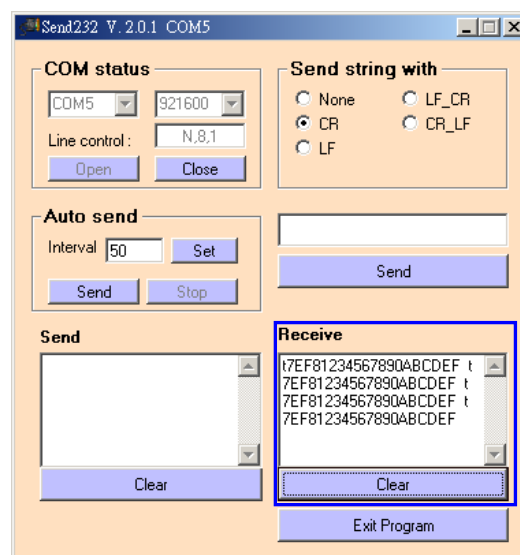 Send232 V. 2.0.1 COM5
COM status
COM5 921600
Line control : N,8,1
Open Close
Send string with
None LF_CR
CR CR_LF
LF
Auto send
Interval 50 Set
Send Stop
Send
Send
Clear
Receive
t7EF81234567890ABCDEF t
7EF81234567890ABCDEF t
7EF81234567890ABCDEF t
7EF81234567890ABCDEF
Clear
Exit Program